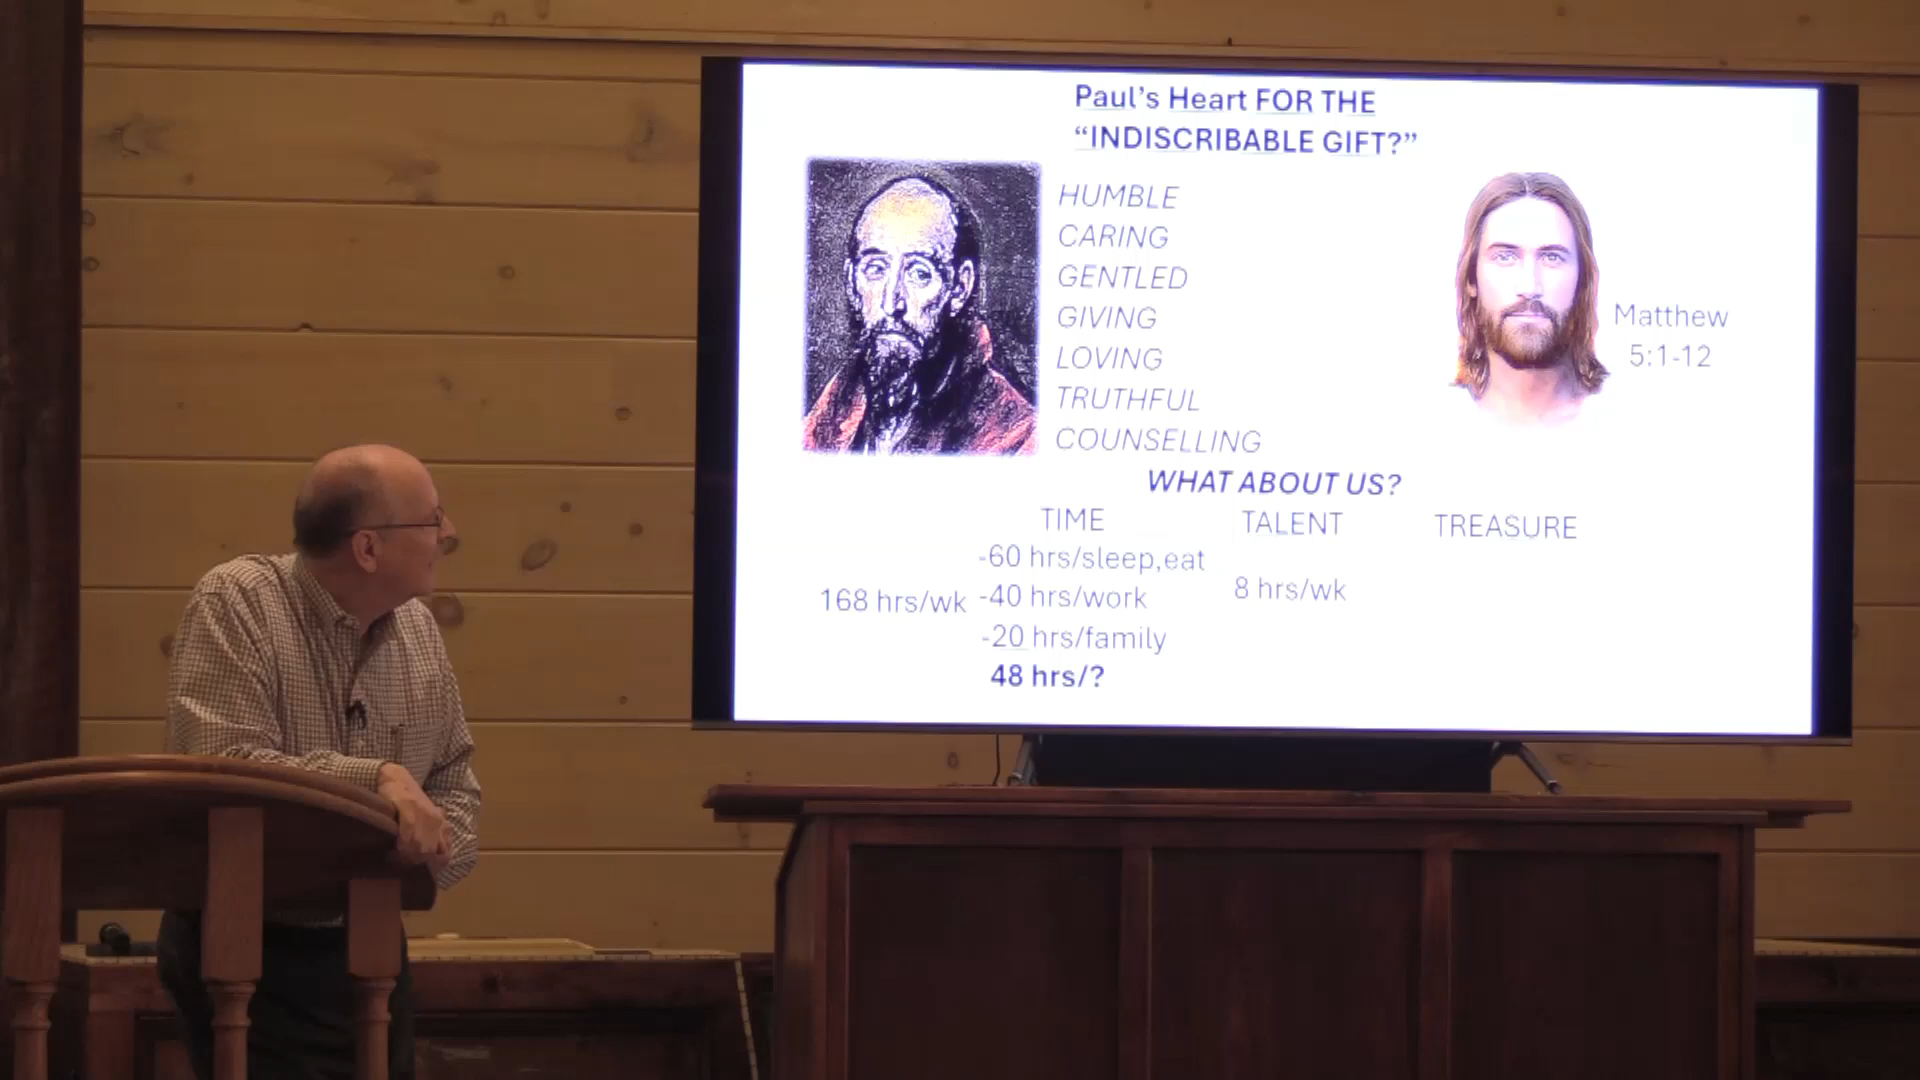 Paul's Heart FOR THE
"INDISCRIBABLE GIFT?"
HUMBLE
CARING
GENTLED
GIVING
LOVING
TRUTHFUL
COUNSELLING
Matthew
5:1-12
WHAT ABOUT US?
TIME TALENT TREASURE
-60 hrs/sleep,eat
168 hrs/wk -40 hrs/work 8 hrs/wk
-20 hrs/family
48 hrs/?